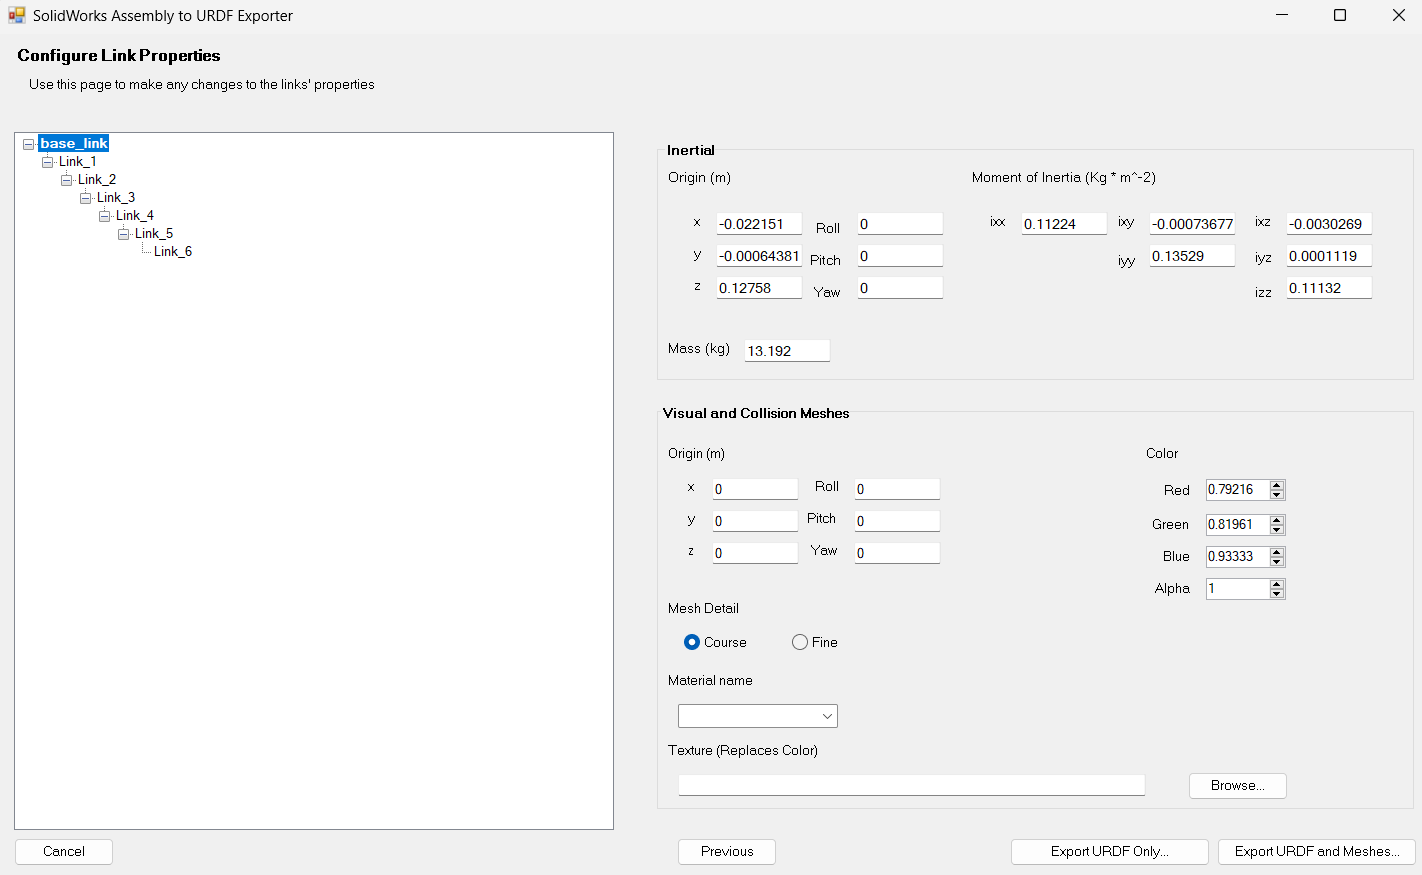 SolidWorks Assembly to URDF Exporter
Configure Link Properties
Use this page to make any changes to the links' properties
base_link
Link_1
Link_2
Link_3
Link_4
Link_5
Link_6
Inertial
Origin (m) Moment of Inertia (Kg * m^-2)
x -0.022151 Roll 0 ixx 0.11224 ixy -0.00073677 ixz -0.0030269
y -0.00064381 Pitch 0 iyy 0.13529 iyz 0.0001119
z 0.12758 Yaw 0 izz 0.11132
Mass (kg) 13.192
Visual and Collision Meshes
Origin (m) Color
x 0 Roll 0 Red 0.79216
y 0 Pitch 0 Green 0.81961
z 0 Yaw 0 Blue 0.93333
Alpha 1
Mesh Detail
Course Fine
Material name
Texture (Replaces Color)
Browse...
Cancel Previous Export URDF Only... Export URDF and Meshes...